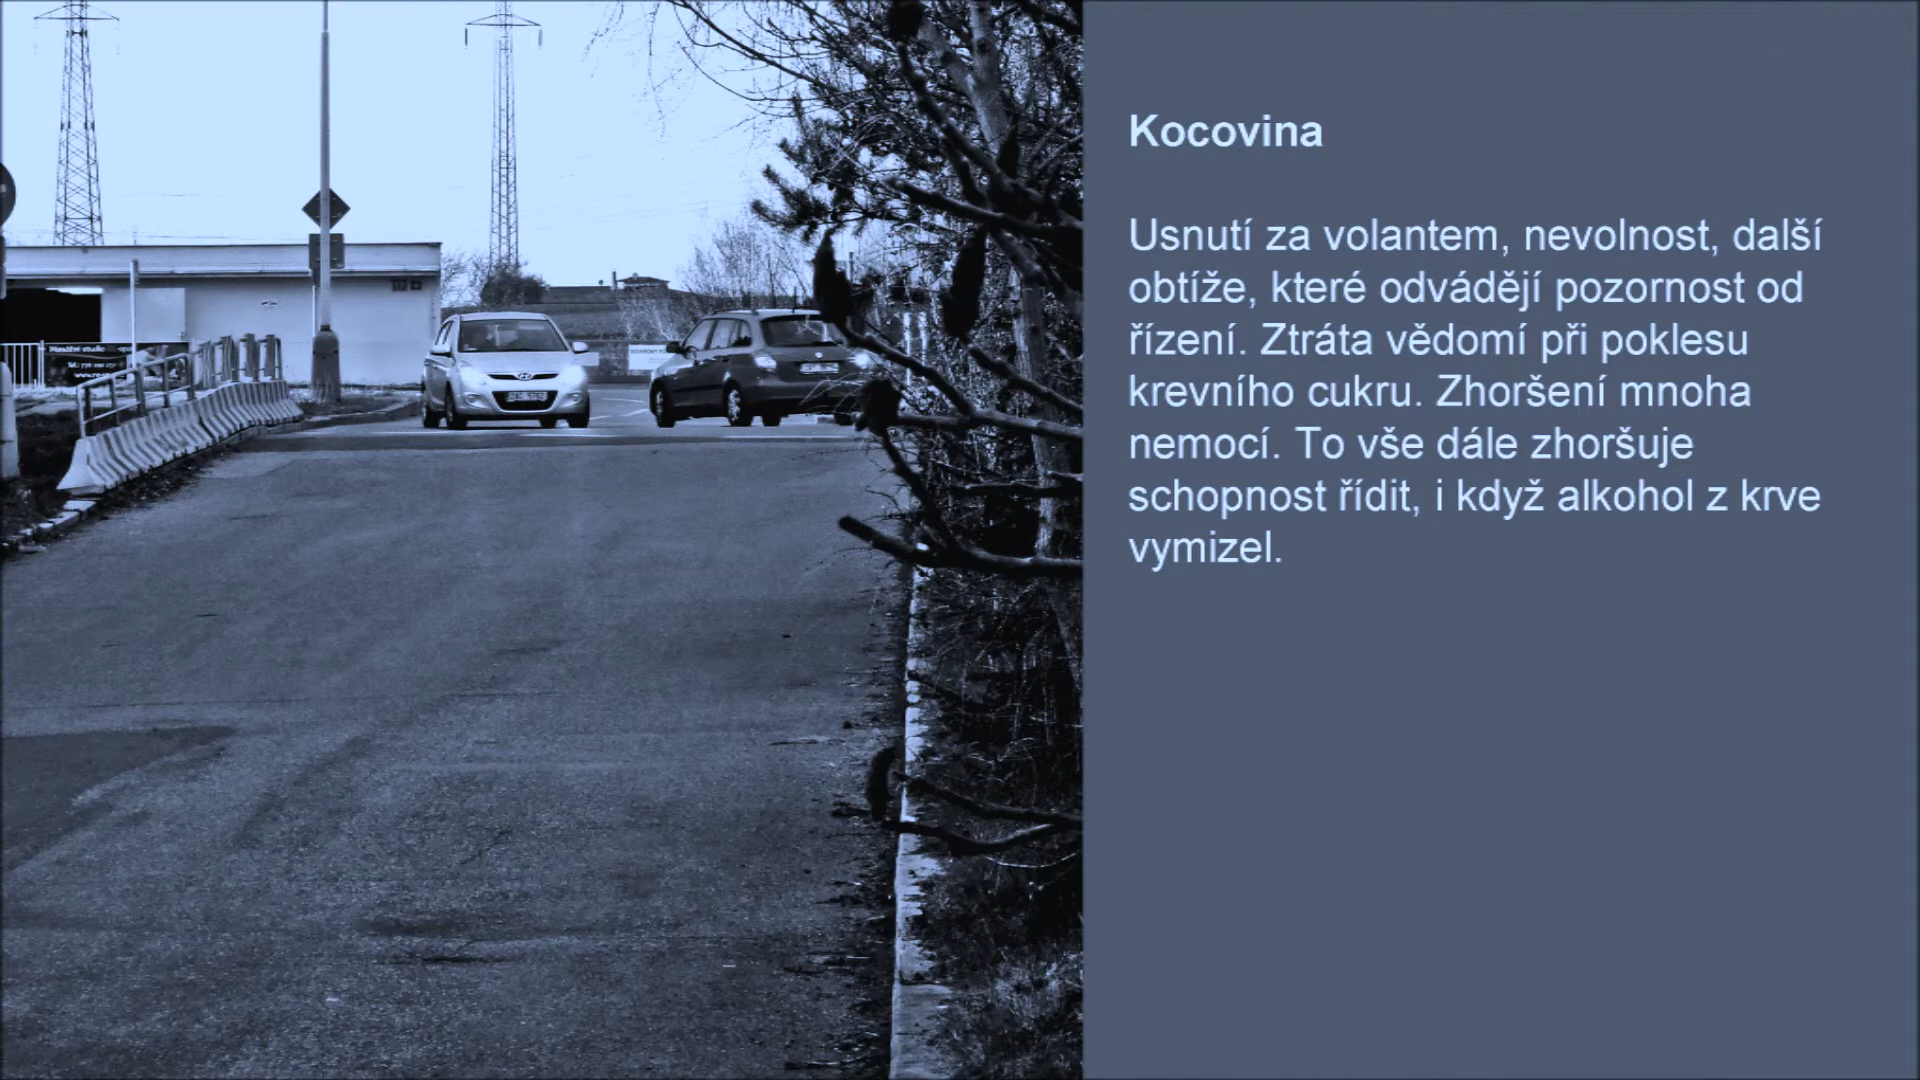 Kocovina
Usnutí za volantem, nevolnost, další
obtíže, které odvádějí pozornost od
řízení. Ztráta vědomí při poklesu
krevního cukru. Zhoršení mnoha
nemocí. To vše dále zhoršuje
schopnost řídit, i když alkohol z krve
vymizel.